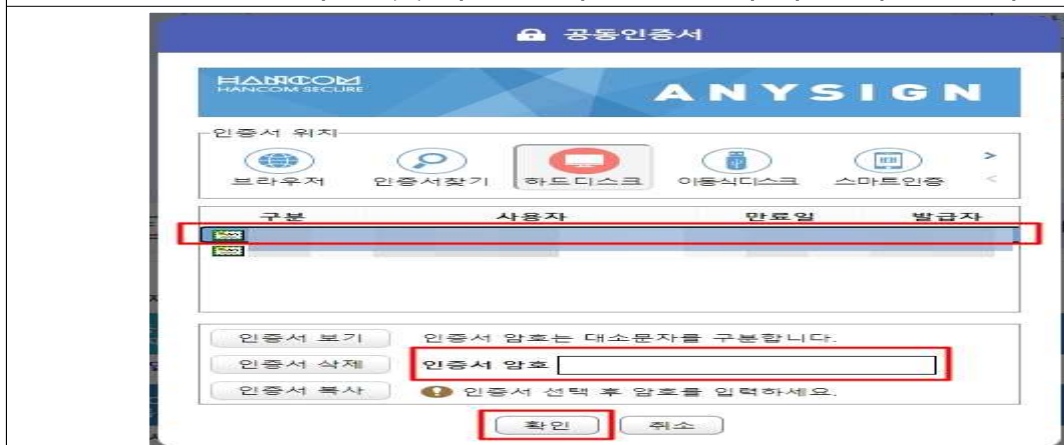 공동인증서
HANCOM
HANCOM SECURE
ANYSIGN
인증서 위치
브라우저 인증서찾기 하드디스크 이동식디스크 스마트인증
구분 사용자 만료일 발급자
인증서 보기 인증서 암호는 대소문자를 구분합니다.
인증서 삭제 인증서 암호
인증서 복사 인증서 선택 후 암호를 입력하세요.
확인 취소